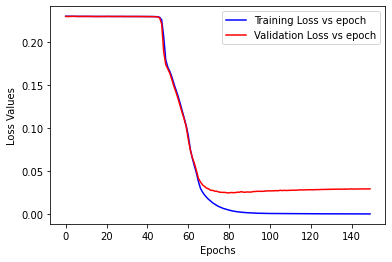 Training Loss vs epoch
Validation Loss vs epoch
0.20
0.15
0.10
0.05
0.00
Loss Values
0 20 40 60 80 100 120 140
Epochs